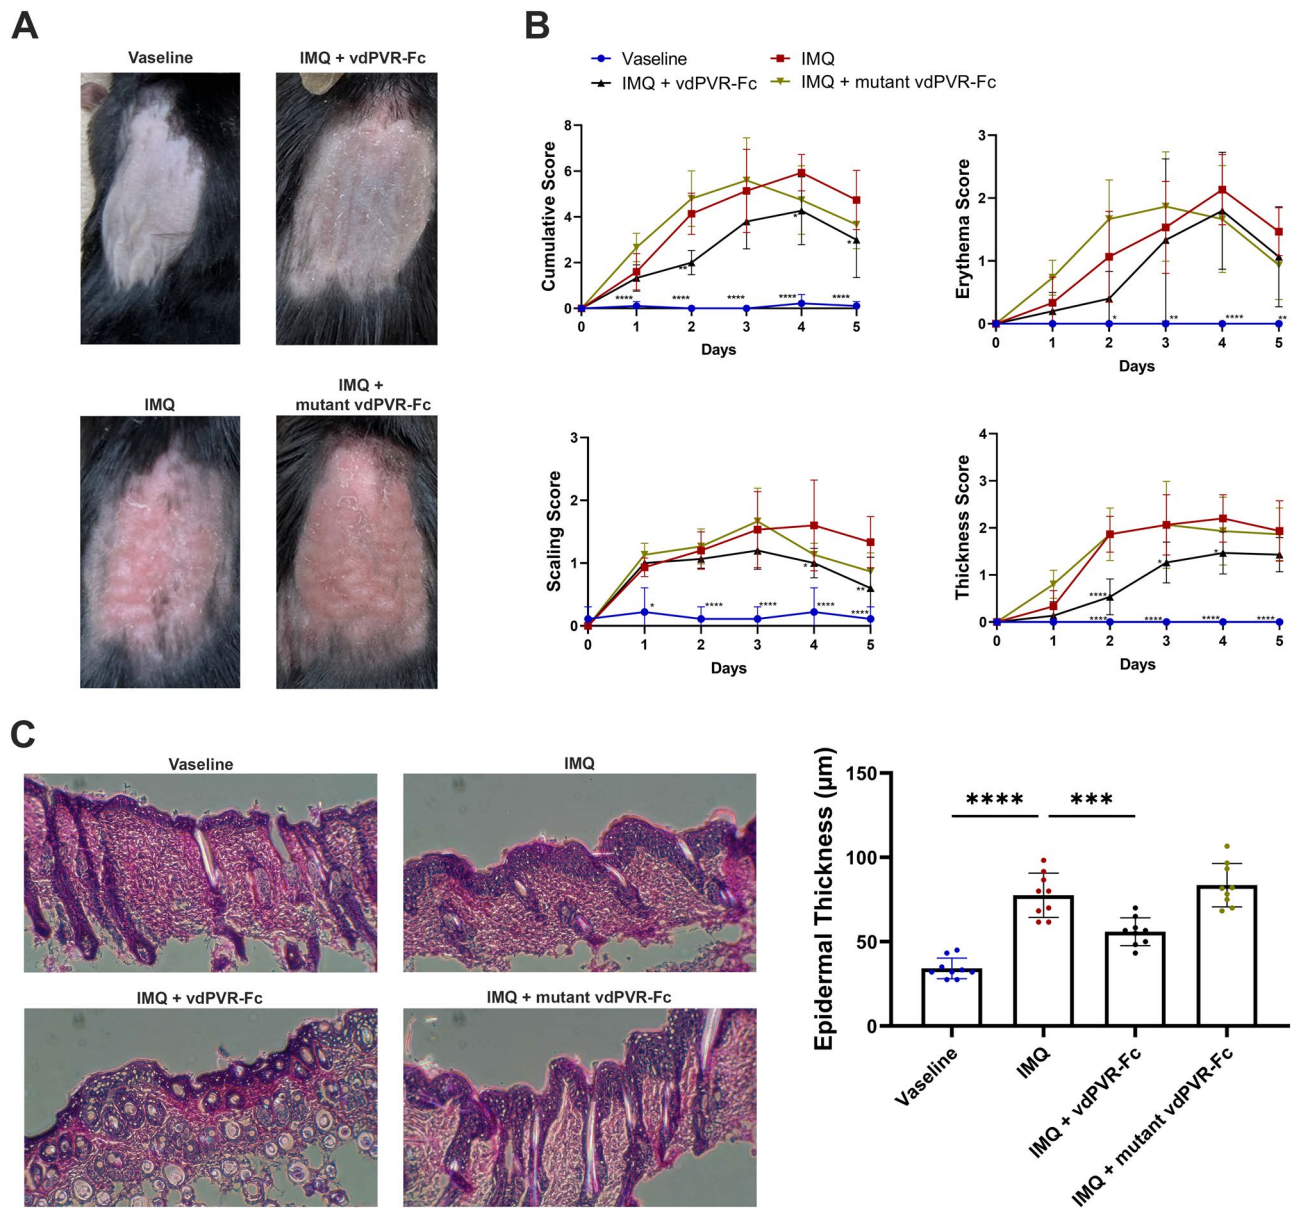 A
Vaseline
IMQ + vdPVR-Fc
IMQ
IMQ +
mutant vdPVR-Fc
B
Vaseline
IMQ
IMQ + vdPVR-Fc
IMQ + mutant vdPVR-Fc
Cumulative Score
8
6
4
2
0
**
*
*
**** **** **** **** ****
0 1 2 3 4 5
Days
Erythema Score
3
2
1
0
* ** **** **
0 1 2 3 4 5
Days
Scaling Score
3
2
1
0
*
**
* **** **** **** ****
0 1 2 3 4 5
Days
Thickness Score
4
3
2
1
0
****
*
*
**** **** **** ****
0 1 2 3 4 5
Days
C
Vaseline
IMQ
IMQ + vdPVR-Fc
IMQ + mutant vdPVR-Fc
Epidermal Thickness (µm)
150
100
50
0
**** ***
Vaseline
IMQ
IMQ + vdPVR-Fc
IMQ + mutant vdPVR-Fc